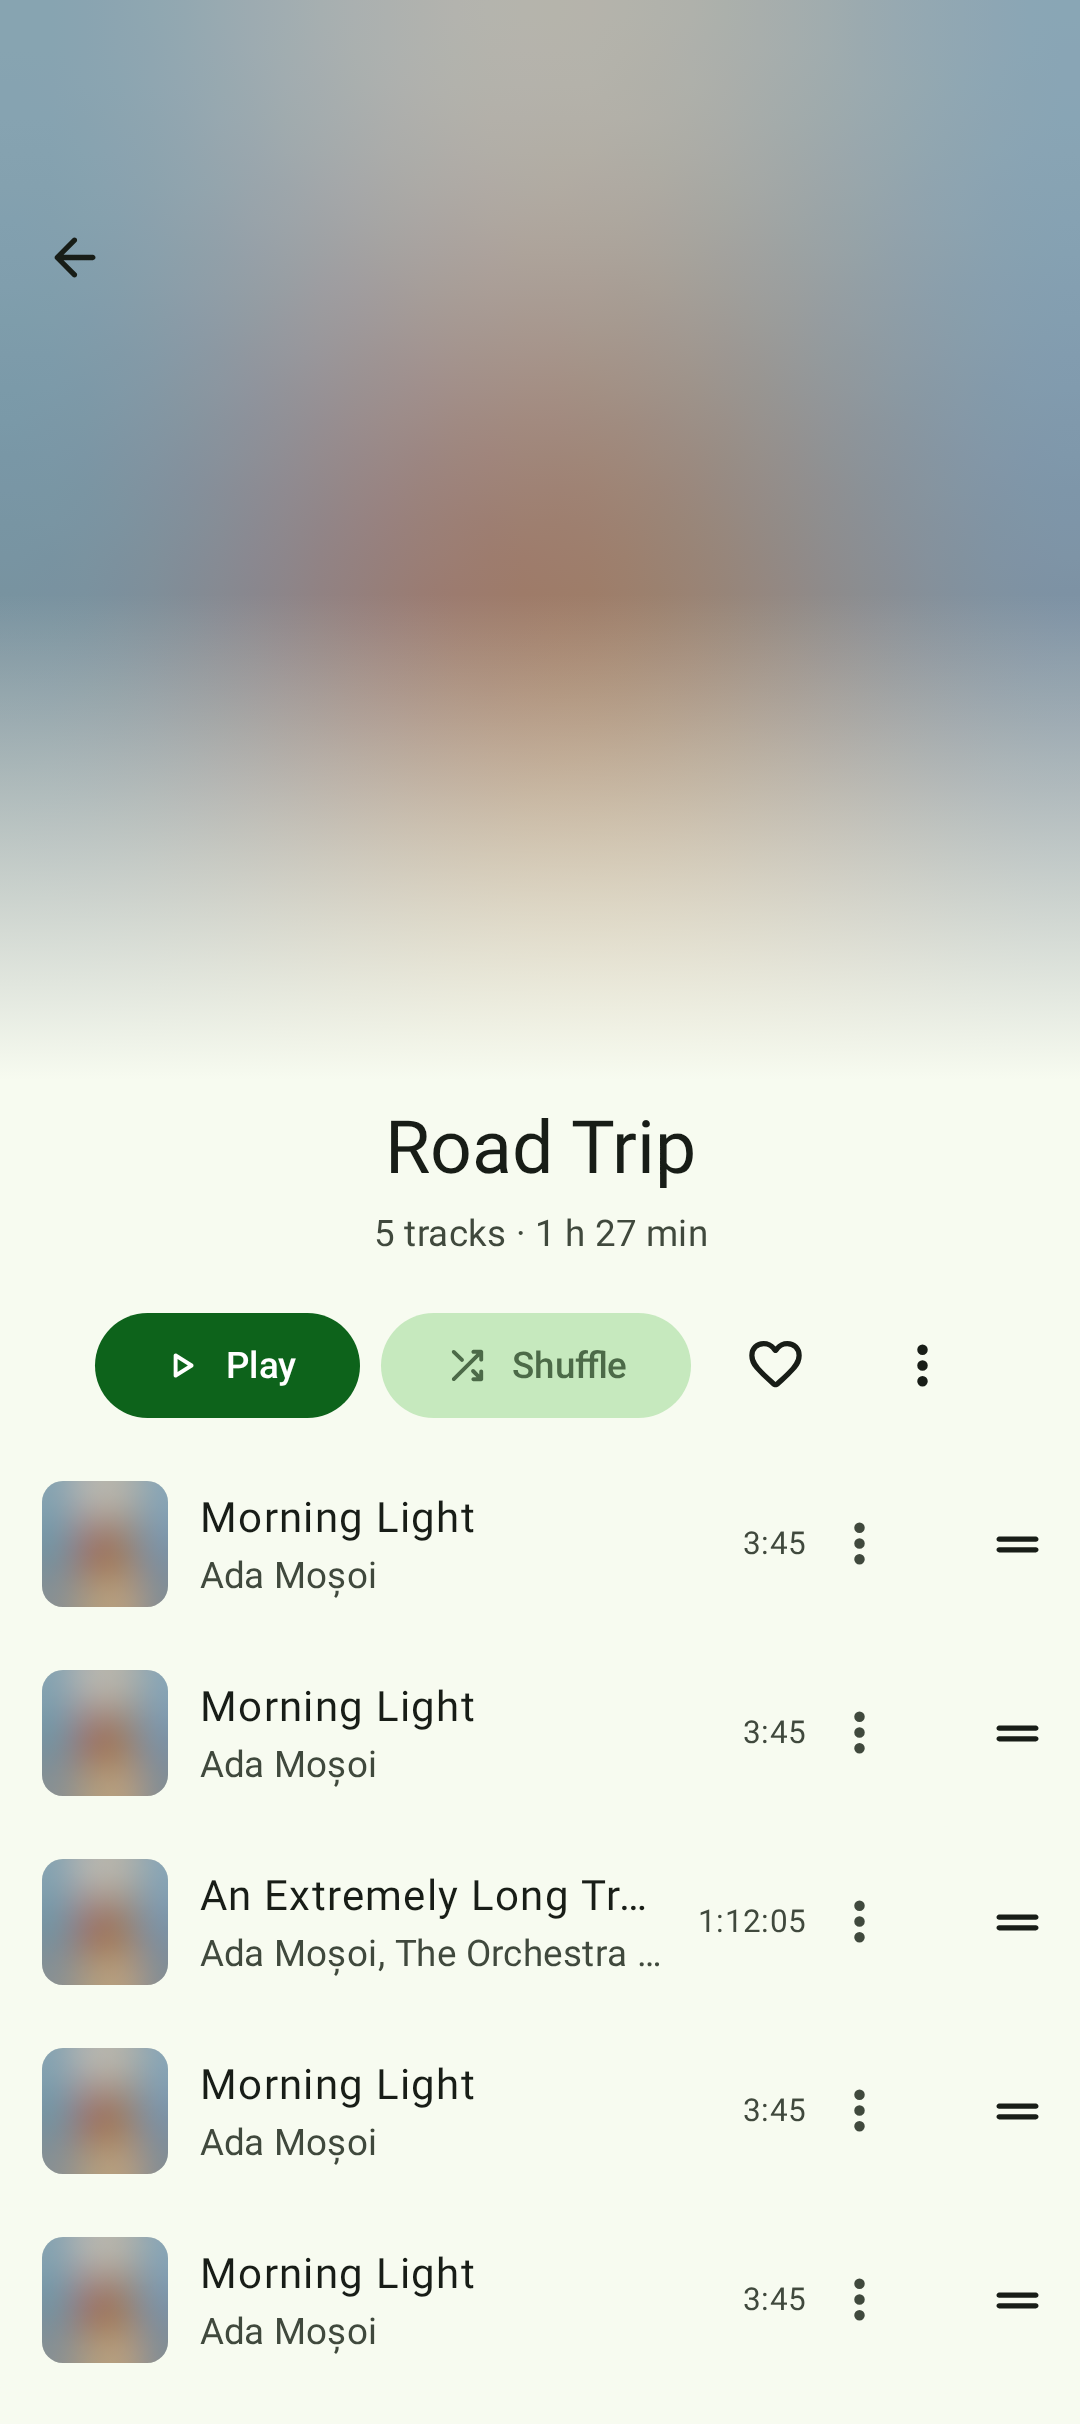 Road Trip
5 tracks · 1 h 27 min
Play
Shuffle
Morning Light
3:45
Ada Moșoi
Morning Light
3:45
Ada Moșoi
An Extremely Long Tr…
1:12:05
Ada Moșoi, The Orchestra …
Morning Light
3:45
Ada Moșoi
Morning Light
3:45
Ada Moșoi